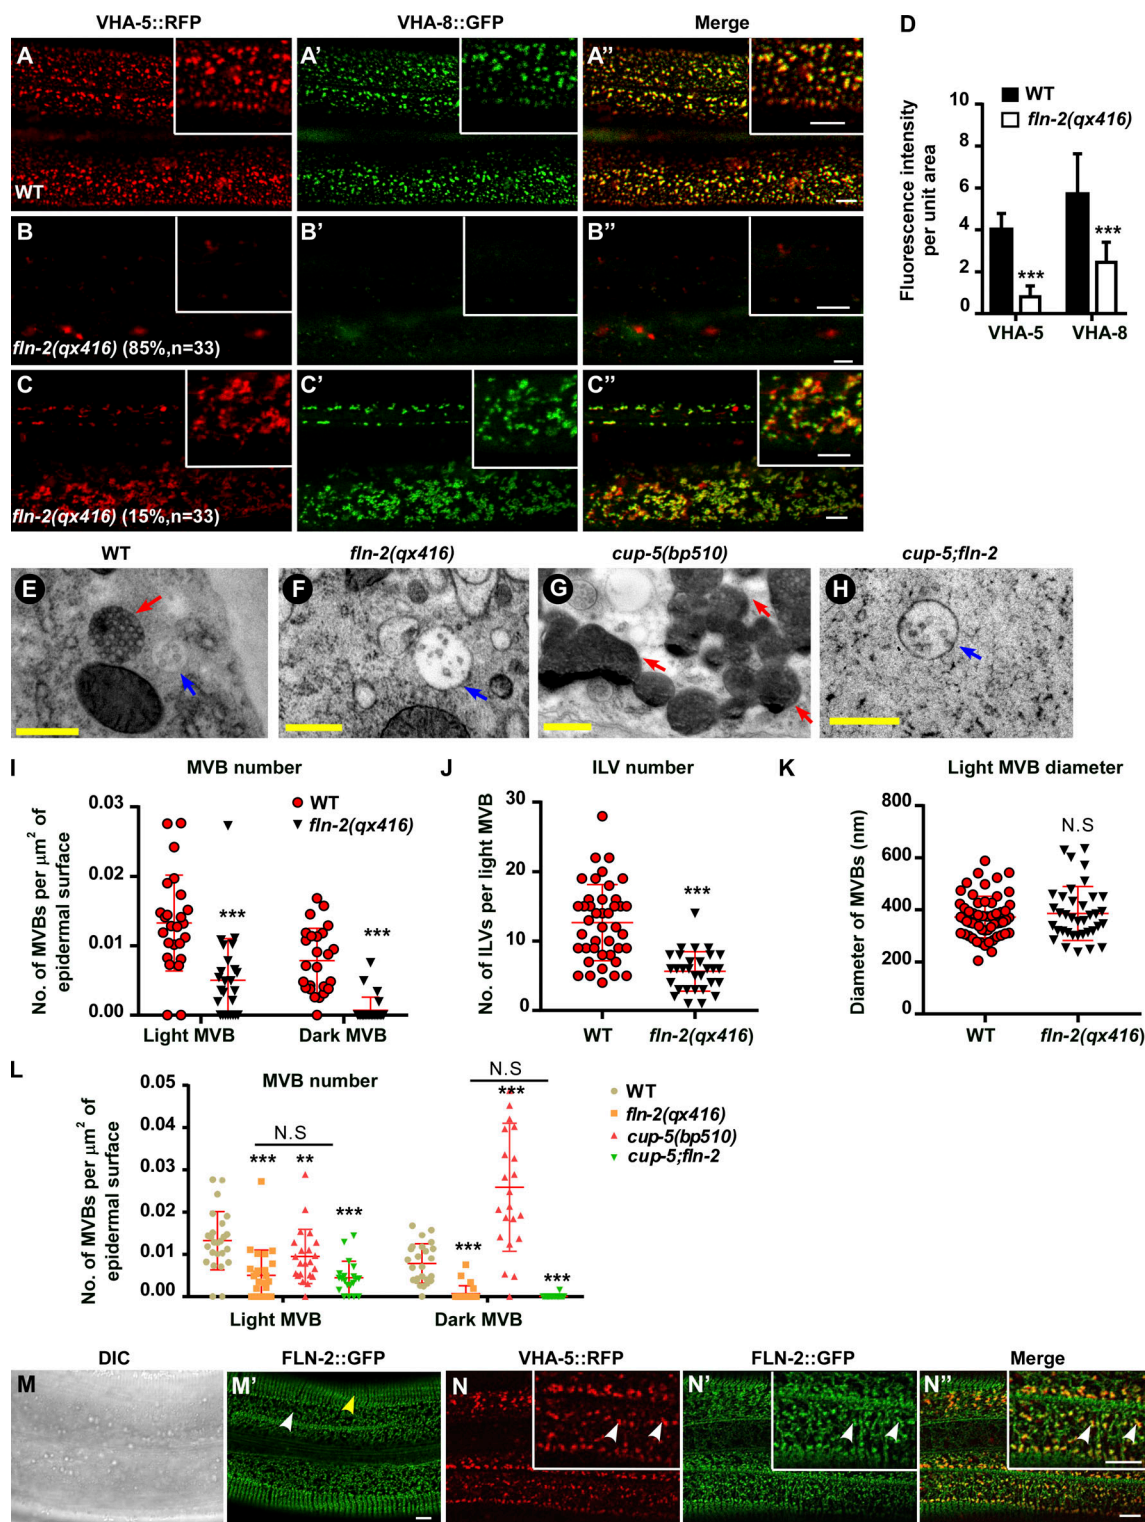 VHA-5::RFP VHA-8::GFP Merge
A A' A''
WT
B B' B''
fln-2(qx416) (85%,n=33)
C C' C''
fln-2(qx416) (15%,n=33)
D
WT
fln-2(qx416)
Fluorescence intensity
per unit area
10
8
6
4
2
0
***
***
VHA-5 VHA-8
WT fln-2(qx416) cup-5(bp510) cup-5;fln-2
E F G H
I MVB number
No. of MVBs per μm2 of
epidermal surface
0.03
0.02
0.01
0.00
WT
fln-2(qx416)
***
***
Light MVB Dark MVB
J ILV number
No. of ILVs per light MVB
30
20
10
0
***
WT fln-2(qx416)
K Light MVB diameter
Diameter of MVBs (nm)
800
600
400
200
0
N.S
WT fln-2(qx416)
L MVB number
No. of MVBs per μm2 of
epidermal surface
0.05
0.04
0.03
0.02
0.01
0.00
N.S
*** ** ***
N.S
*** *** ***
Light MVB Dark MVB
WT
fln-2(qx416)
cup-5(bp510)
cup-5;fln-2
DIC FLN-2::GFP VHA-5::RFP FLN-2::GFP Merge
M M' N N' N''